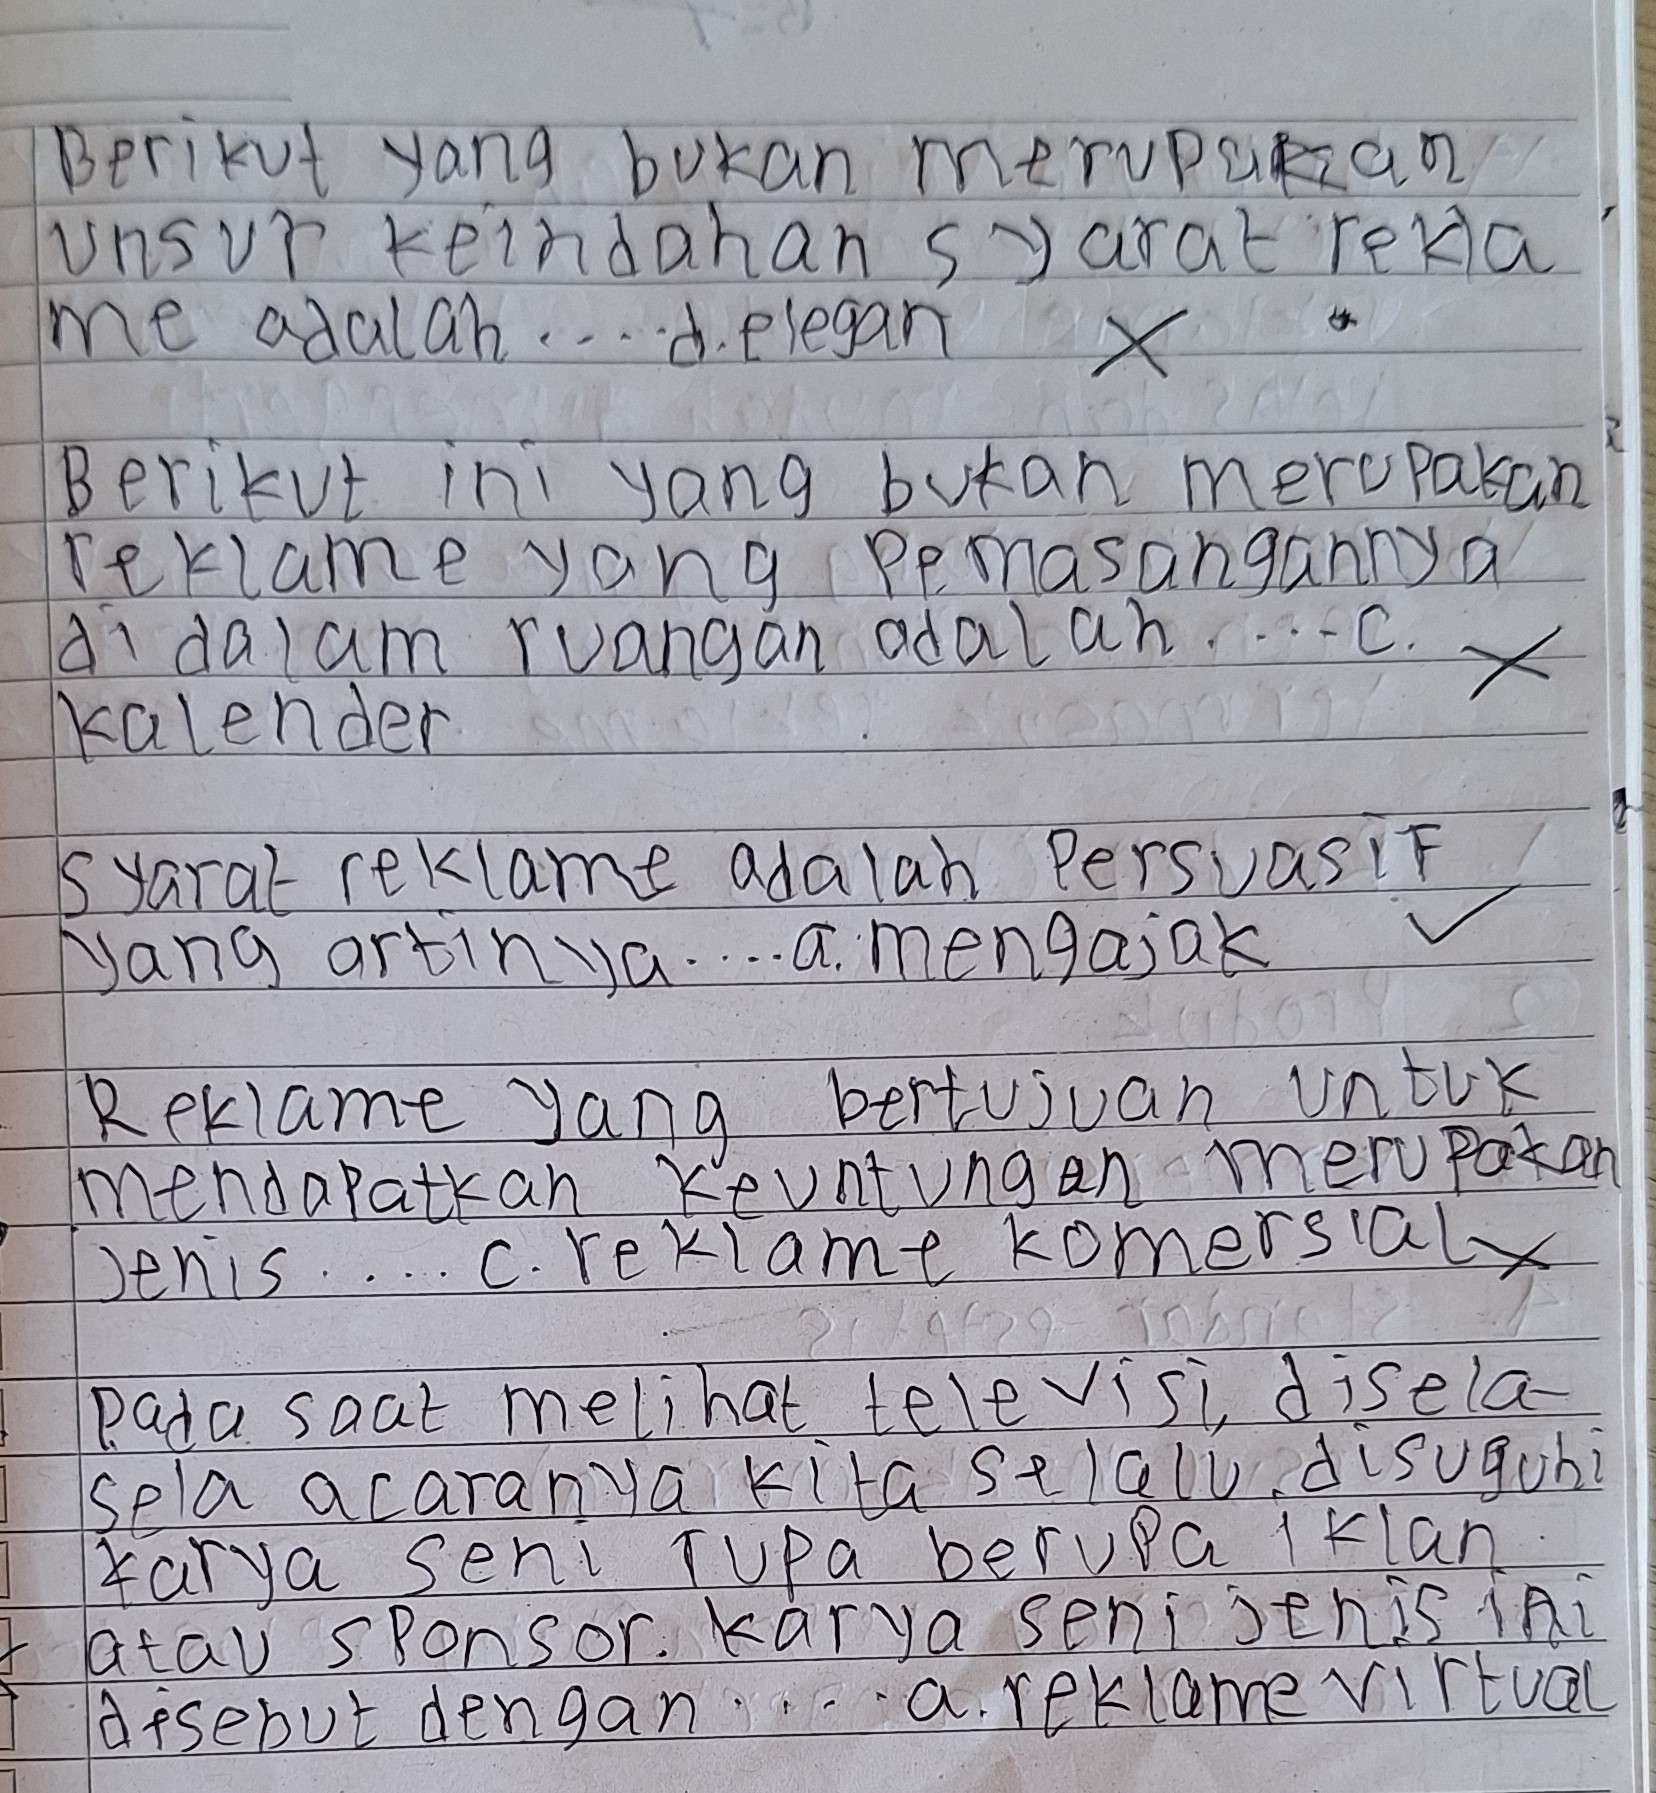 Berikut yang bukan merupakan
unsur keindahan syarat rekla
me adalah.....d.elegan X
Berikut ini yang bukan merupakan
reklame yang pemasangannya
di dalam ruangan adalah.....c. X
kalender
syarat reklame adalah Persuasif
yang artinya.....a.mengajak ✓
Reklame yang bertujuan untuk
mendapatkan keuntungan merupakan
jenis.....c.reklame komersial X
Pada saat melihat televisi, disela-
sela acaranya kita selalu disuguhi
karya seni rupa berupa iklan
atau sponsor. karya seni jenis ini
disebut dengan.....a.reklame virtual